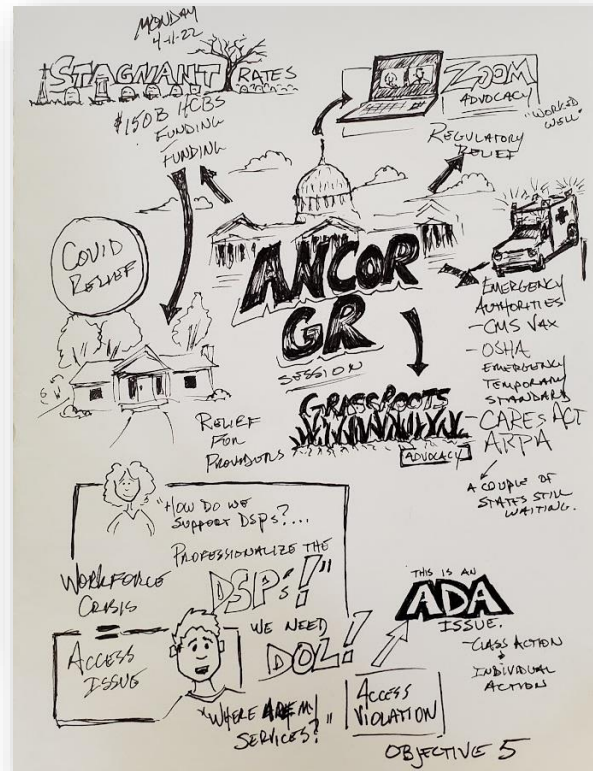 MONDAY
4-11-22
STAGNANT RATES
$150B HCBS
FUNDING
FUNDING
ZOOM
ADVOCACY
"WORKED
WELL"
REGULATORY
RELIEF
COVID
RELIEF
ANCOR
GR
SESSION
EMERGENCY
AUTHORITIES
-CMS VAX
-OSHA
EMERGENCY
TEMPORARY
STANDARD
-CARES ACT
ARPA
A COUPLE OF
STATES STILL
WAITING.
GRASSROOTS
ADVOCACY
RELIEF
FOR
PROVIDERS
"HOW DO WE
SUPPORT DSPs?...
PROFESSIONALIZE THE
DSP's!"
WORKFORCE
CRISIS
=
ACCESS
ISSUE
WE NEED
DOL!
"WHERE ARE MY
SERVICES?"
ACCESS
VIOLATION
THIS IS AN
ADA
ISSUE.
-CLASS ACTION
INDIVIDUAL
ACTION
OBJECTIVE 5